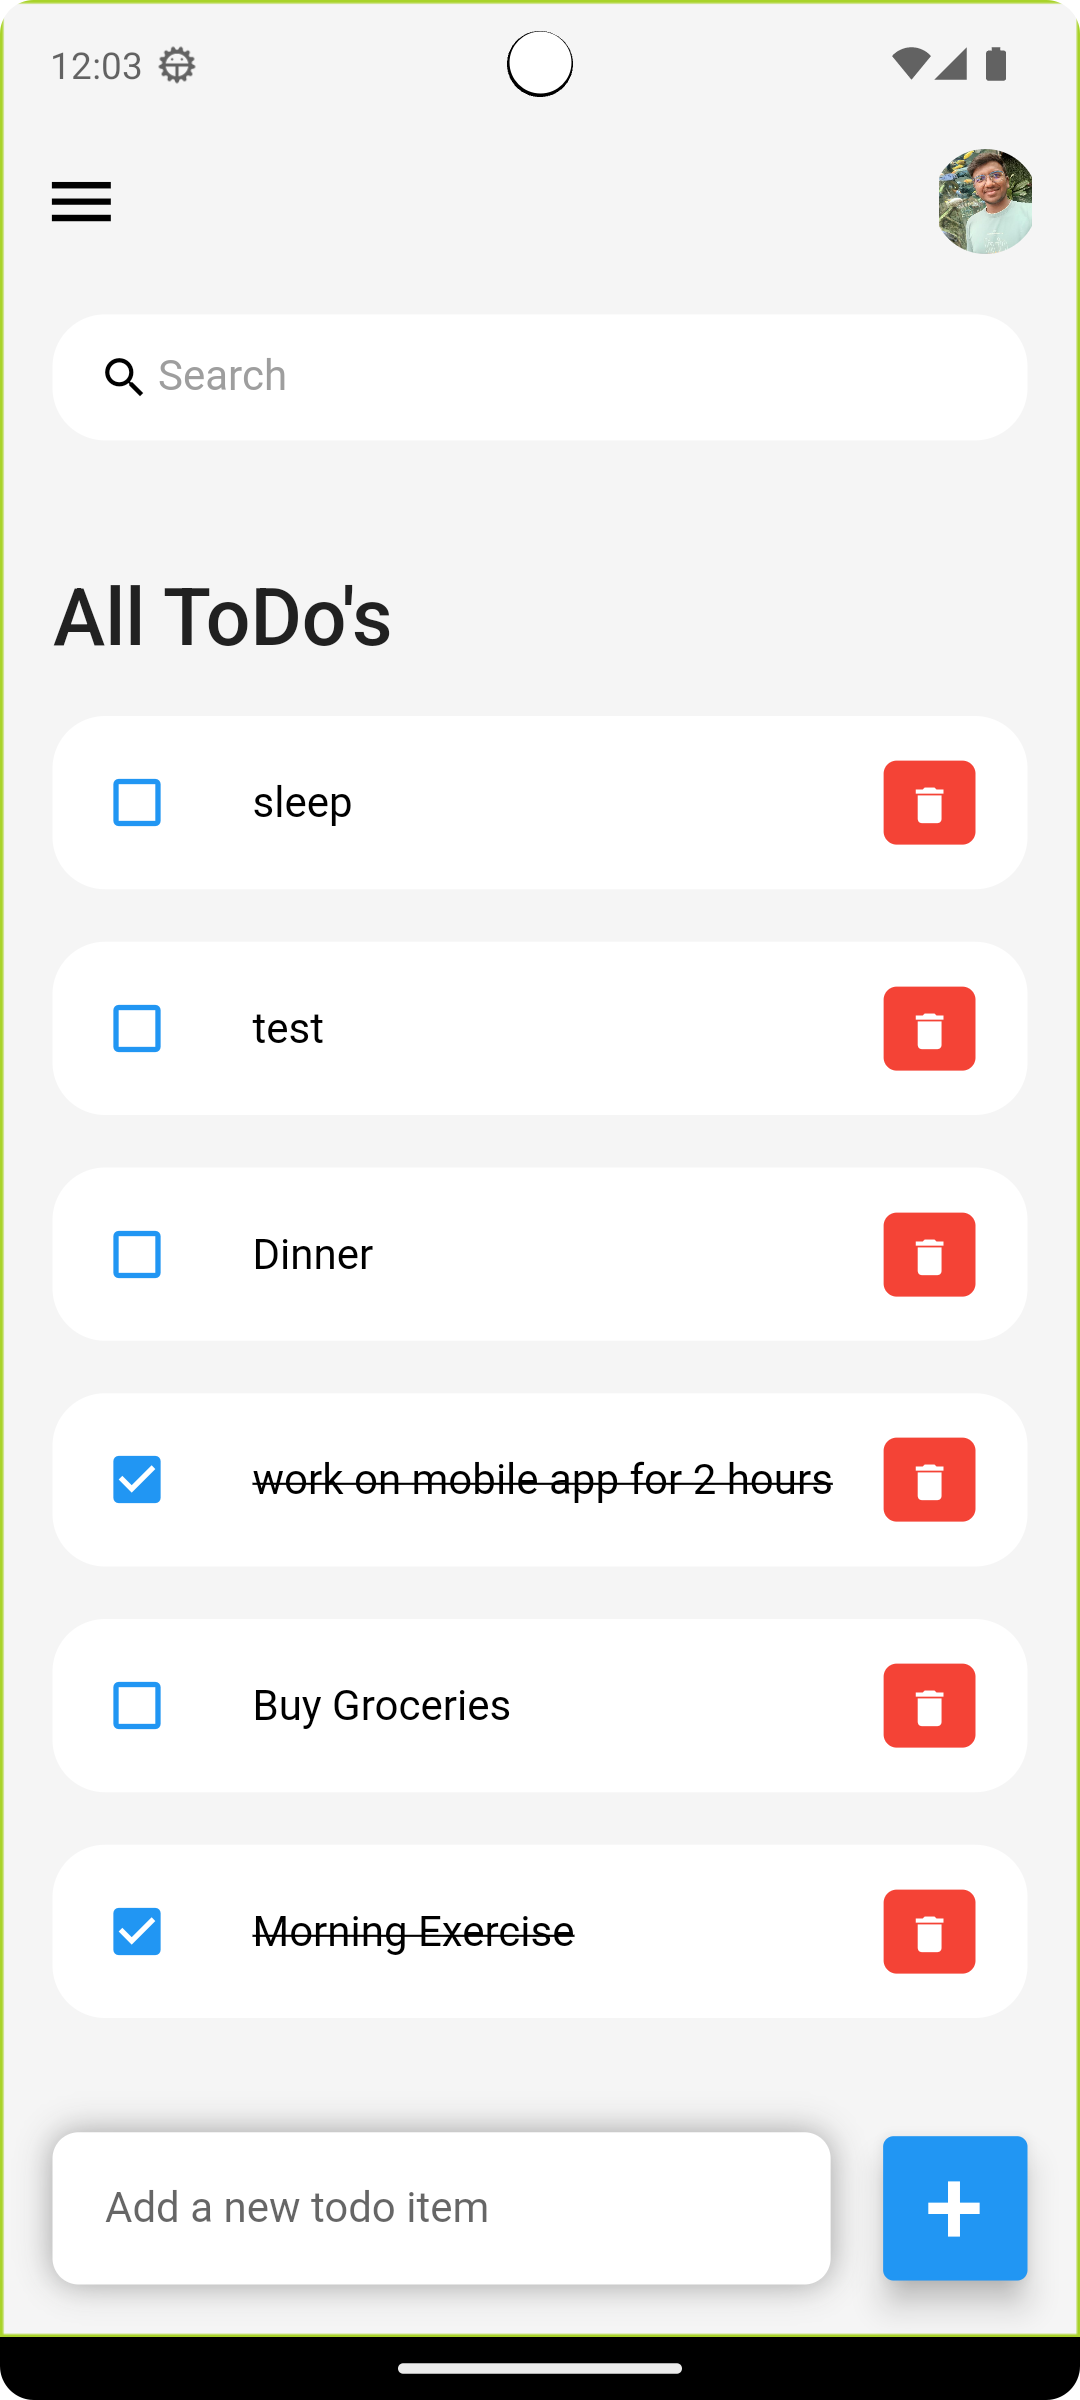 12:03
Search
All ToDo's
sleep
test
Dinner
work on mobile app for 2 hours
Buy Groceries
Morning Exercise
Add a new todo item